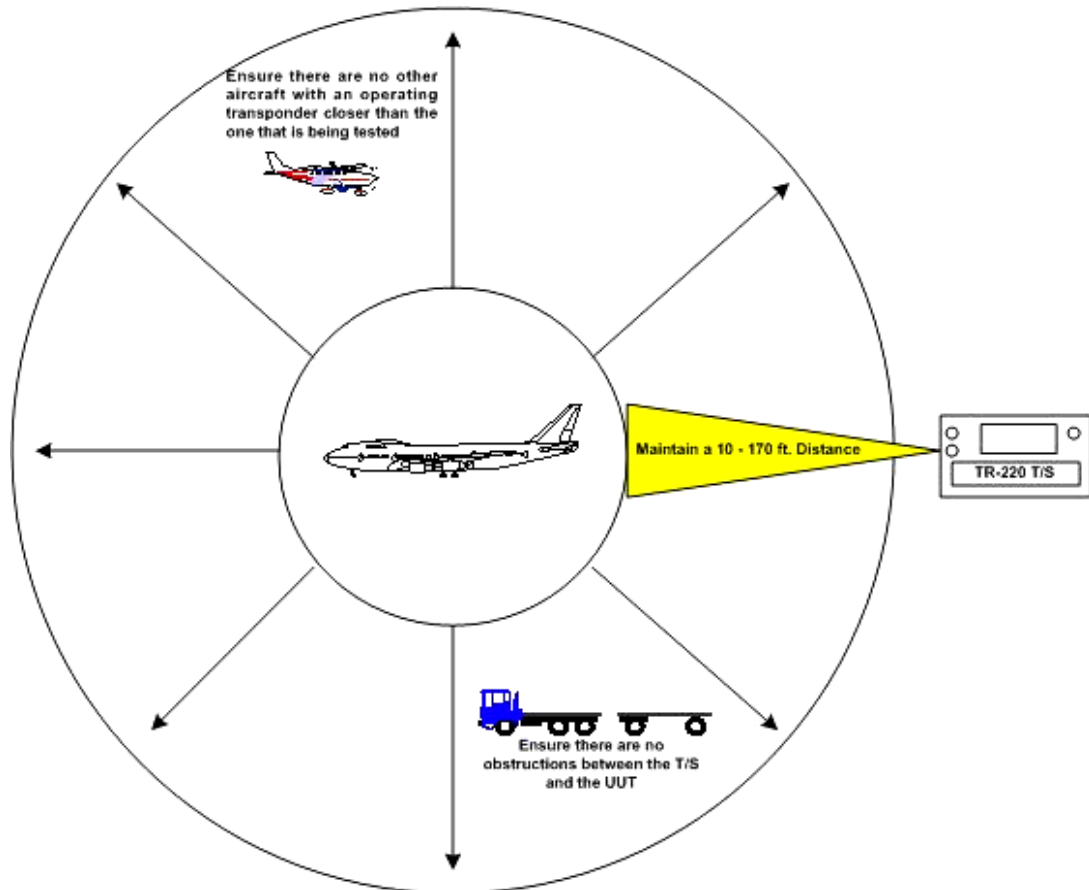 Ensure there are no other
aircraft with an operating
transponder closer than the
one that is being tested
Maintain a 10 - 170 ft. Distance
TR-220 T/S
Ensure there are no
obstructions between the T/S
and the UUT